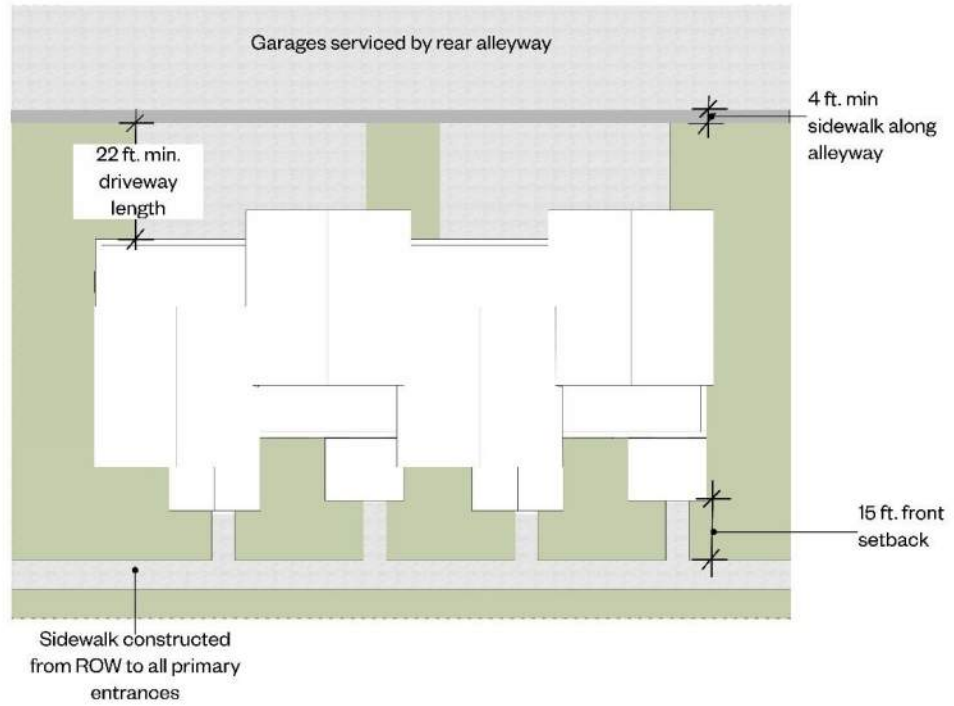 Garages serviced by rear alleyway
4 ft. min
sidewalk along
alleyway
22 ft. min.
driveway
length
15 ft. front
setback
Sidewalk constructed
from ROW to all primary
entrances